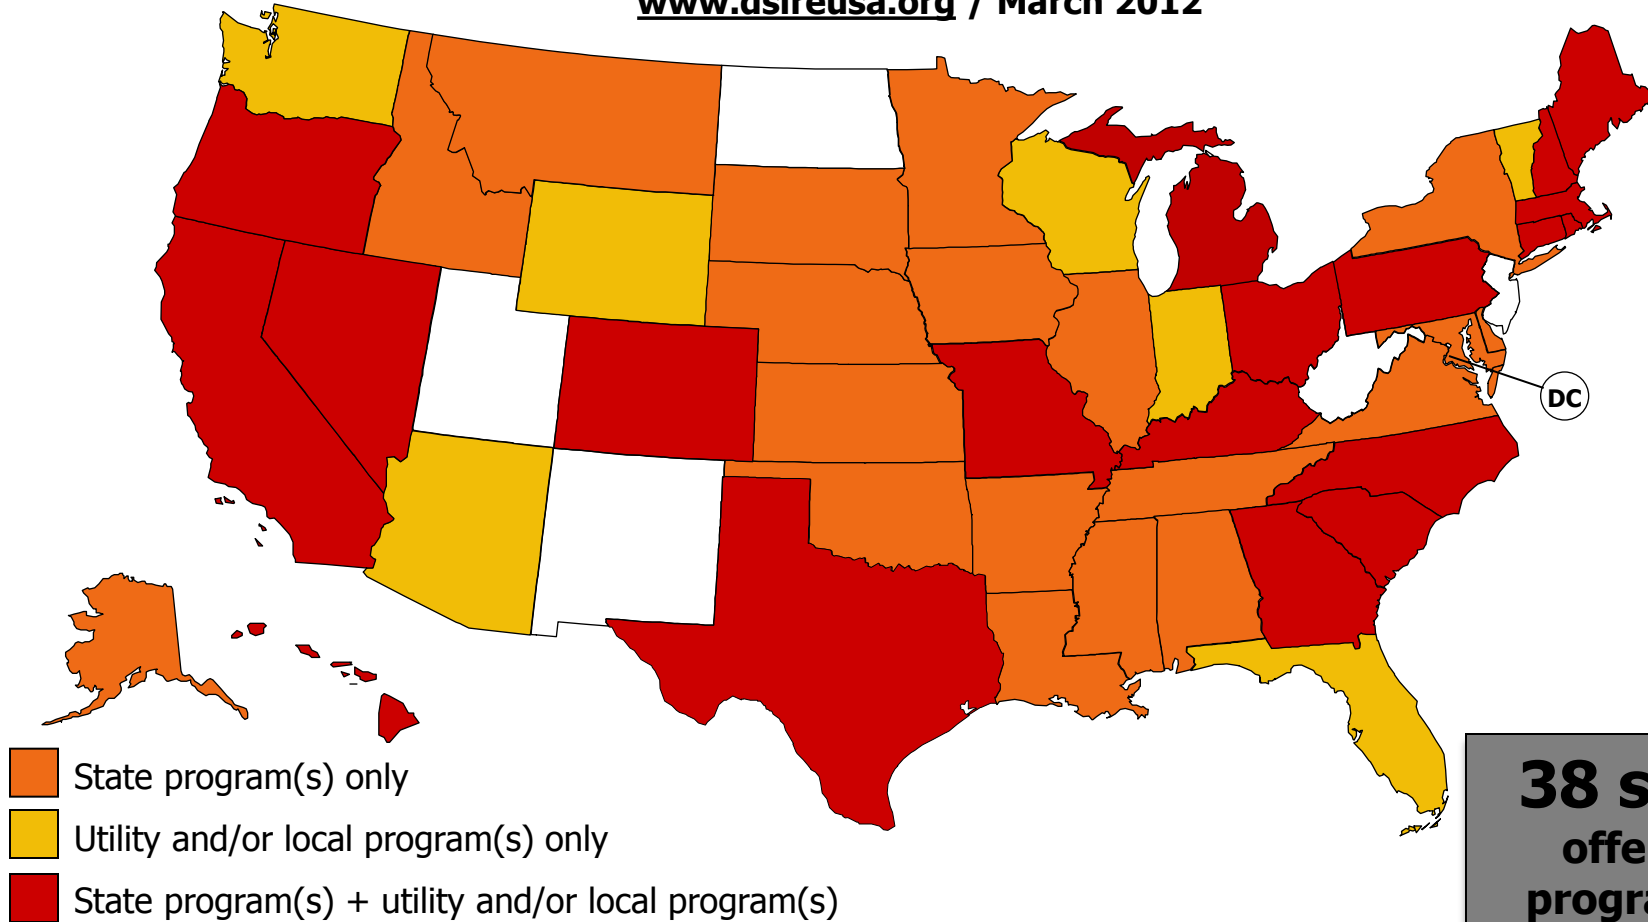 www.dsireusa.org / March 2012
DC
State program(s) only
Utility and/or local program(s) only
State program(s) + utility and/or local program(s)
38 s
offe
progra